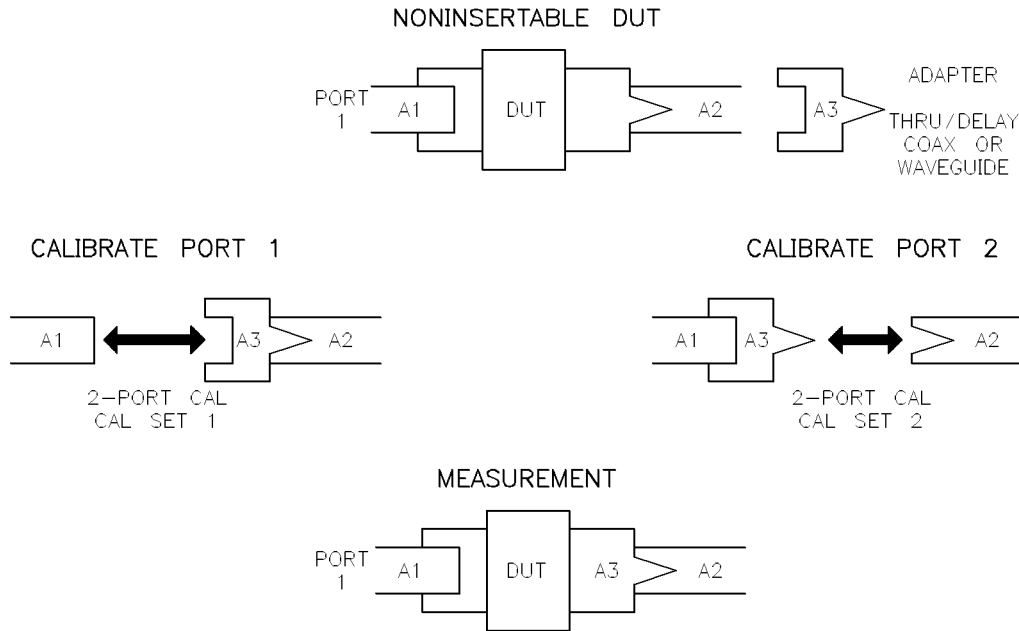 NONINSERTABLE DUT
PORT
1
A1
DUT
A2
A3
ADAPTER
THRU/DELAY
COAX OR
WAVEGUIDE
CALIBRATE PORT 1
CALIBRATE PORT 2
A1
A3
A2
2-PORT CAL
CAL SET 1
A1
A3
A2
2-PORT CAL
CAL SET 2
MEASUREMENT
PORT
1
A1
DUT
A3
A2